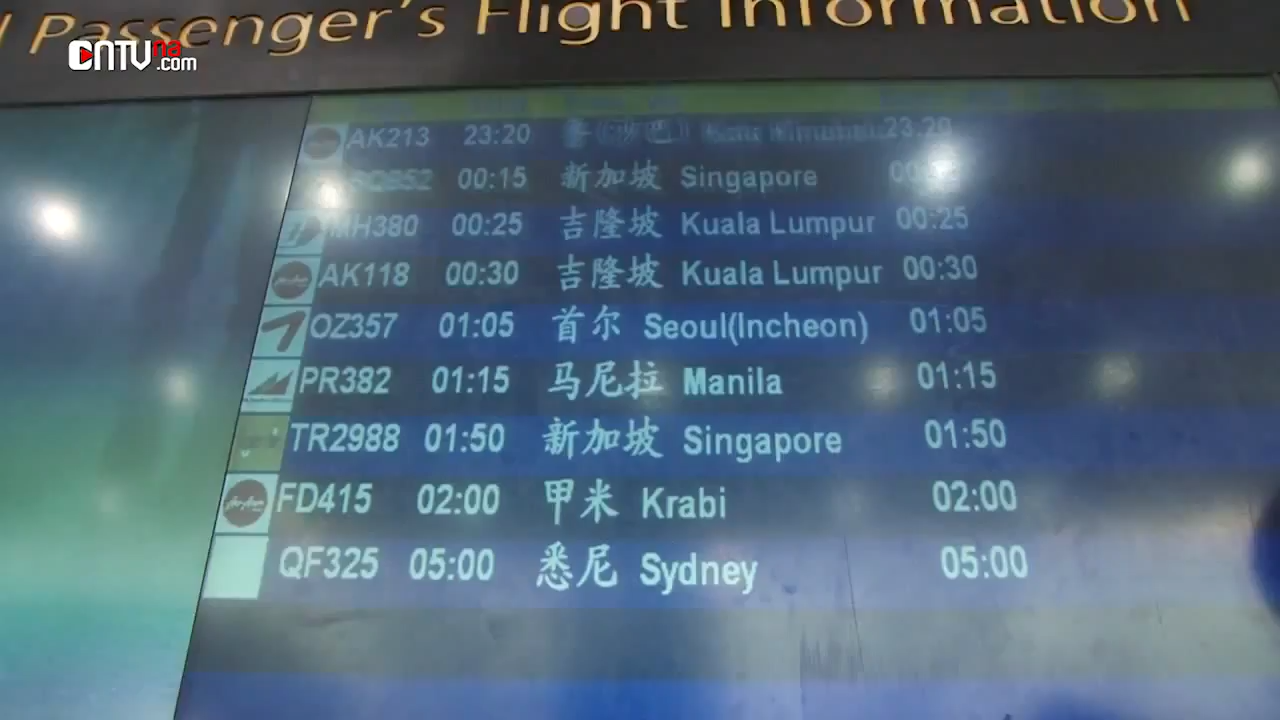 Passenger's Flight Information
CNTVna.com
AK213 23:20 23:20
00:15 新加坡 Singapore
MH380 00:25 吉隆坡 Kuala Lumpur 00:25
AK118 00:30 吉隆坡 Kuala Lumpur 00:30
OZ357 01:05 首尔 Seoul(Incheon) 01:05
PR382 01:15 马尼拉 Manila 01:15
TR2988 01:50 新加坡 Singapore 01:50
FD415 02:00 甲米 Krabi 02:00
QF325 05:00 悉尼 Sydney 05:00